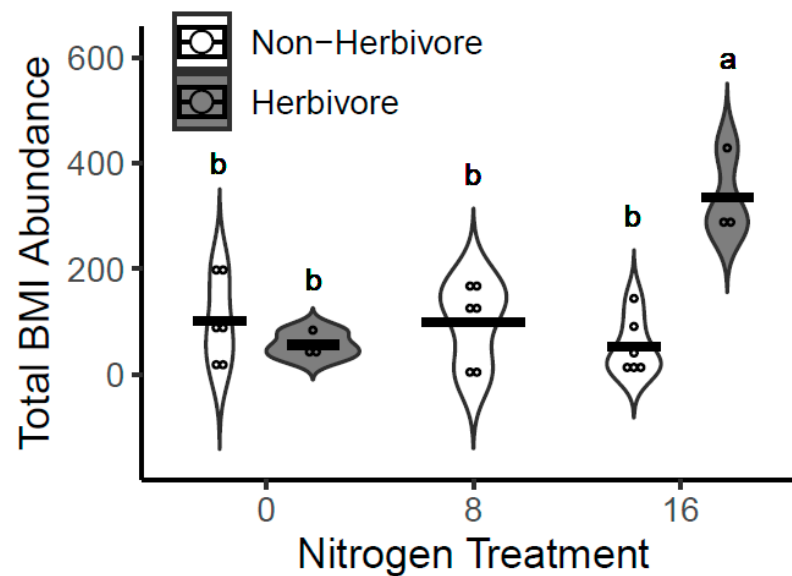 Total BMI Abundance
600
400
200
0
Non−Herbivore
Herbivore
b
b
b
b
a
0
8
16
Nitrogen Treatment